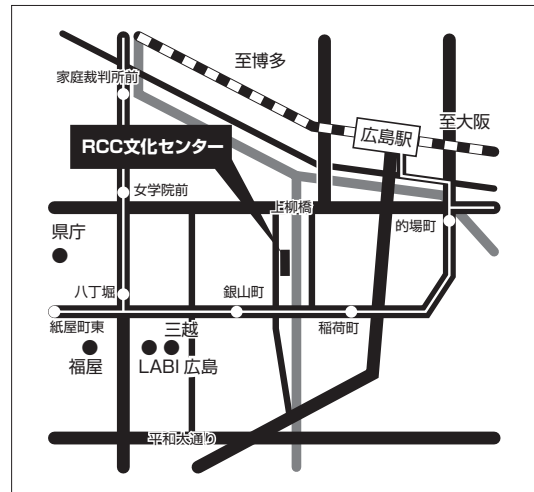 至博多
家庭裁判所前
広島駅
至大阪
RCC文化センター
女学院前
上柳橋
的場町
県庁
八丁堀
銀山町
紙屋町東
稲荷町
三越
福屋
LABI 広島
平和大通り